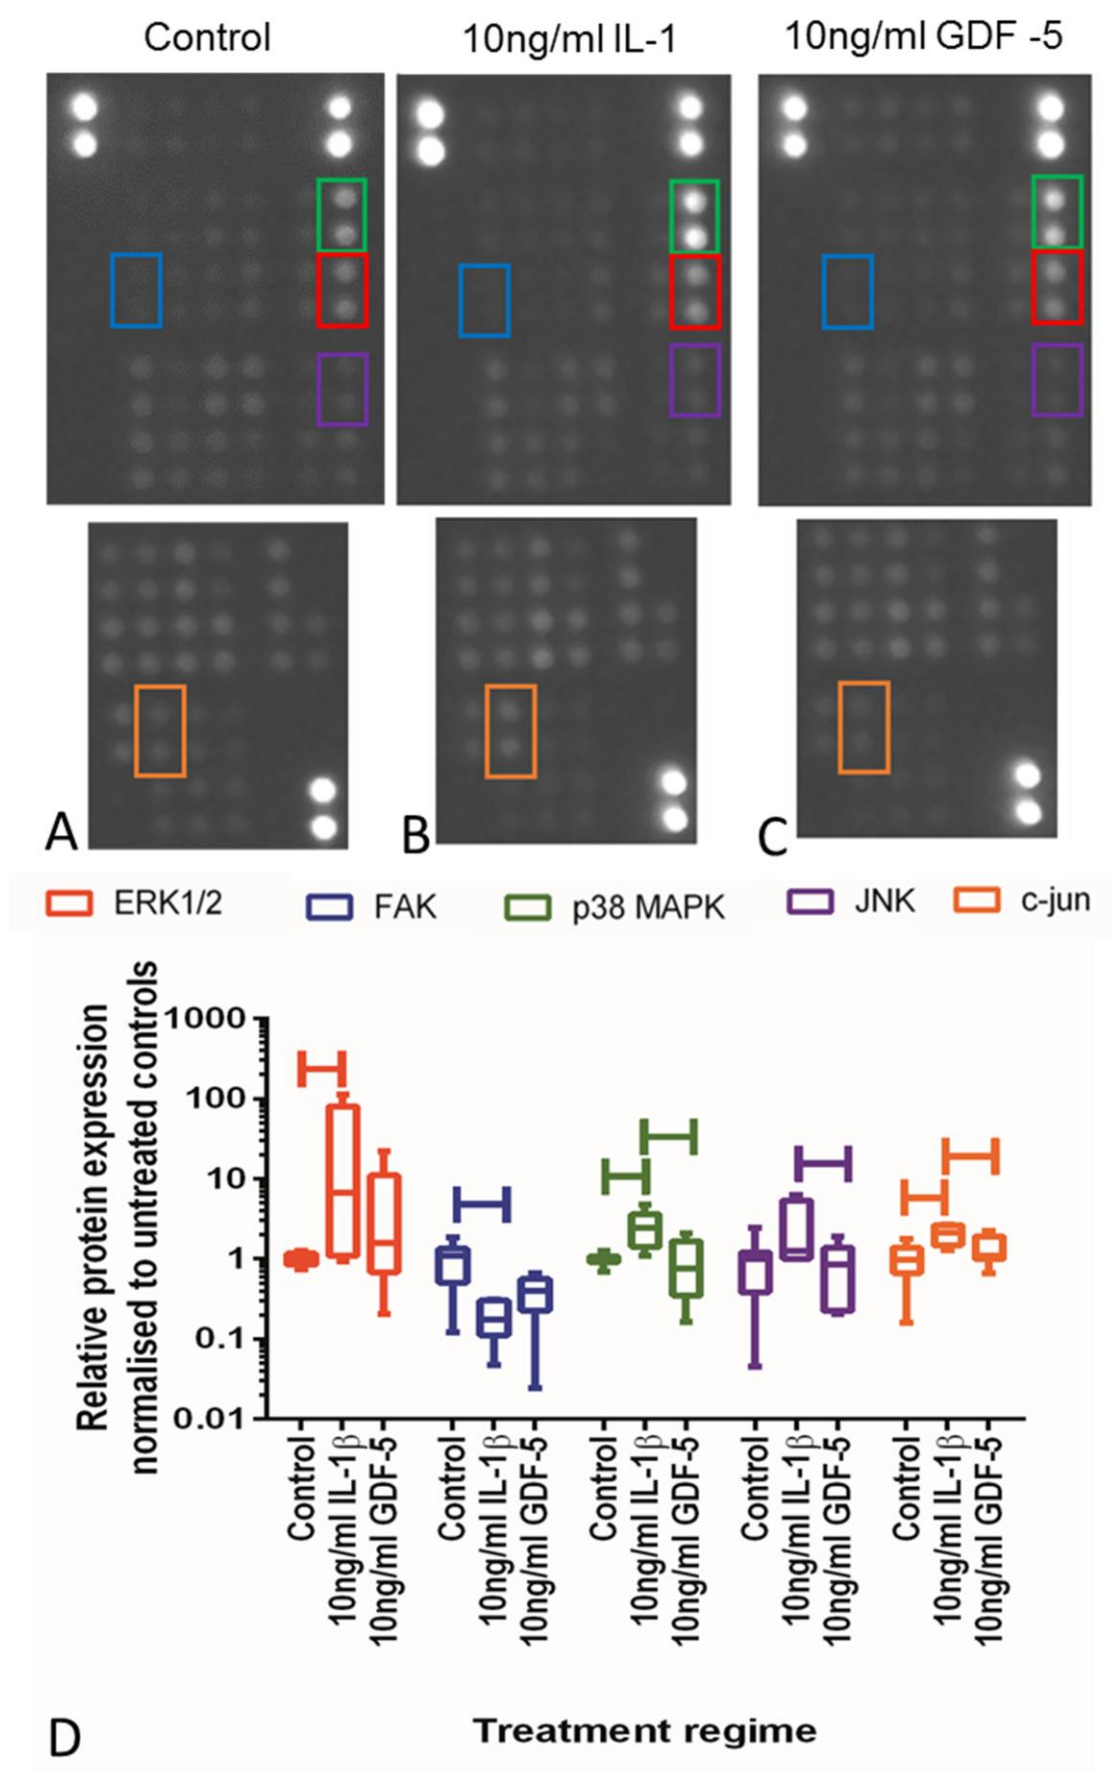 Control 10ng/ml IL-1 10ng/ml GDF -5
A B C
ERK1/2 FAK p38 MAPK JNK c-jun
Relative protein expression
normalised to untreated controls
1000
100
10
1
0.1
0.01
Control
10ng/ml IL-1β
10ng/ml GDF-5
Control
10ng/ml IL-1β
10ng/ml GDF-5
Control
10ng/ml IL-1β
10ng/ml GDF-5
Control
10ng/ml IL-1β
10ng/ml GDF-5
Control
10ng/ml IL-1β
10ng/ml GDF-5
D Treatment regime